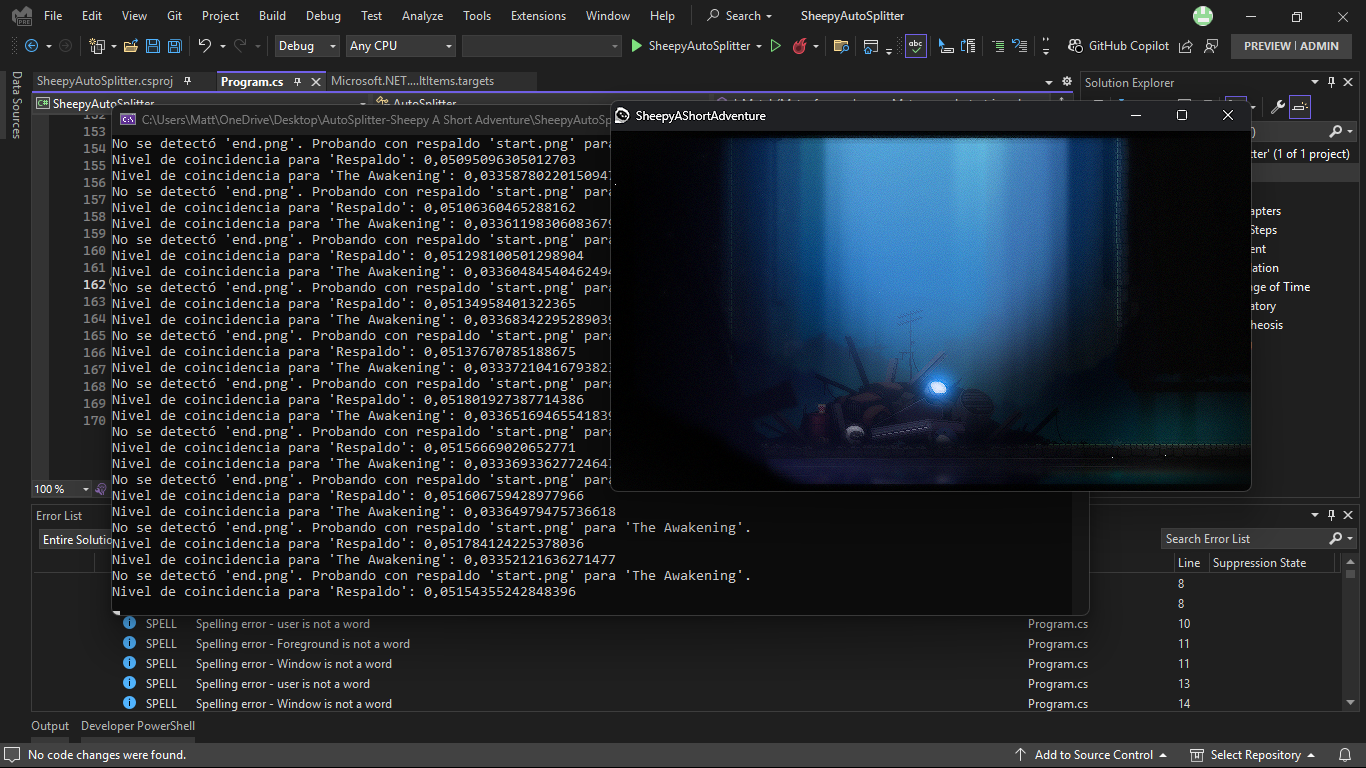 File Edit View Git Project Build Debug Test Analyze Tools Extensions Window Help Search SheepyAutoSplitter
Debug Any CPU SheepyAutoSplitter GitHub Copilot PREVIEW | ADMIN
Data Sources
SheepyAutoSplitter.csproj Program.cs Microsoft.NET....ltItems.targets
Solution Explorer
SheepyAutoSplitter AutoSplitter
C:\Users\Matt\OneDrive\Desktop\AutoSplitter-Sheepy A Short Adventure\SheepyAutoSp
SheepyAShortAdventure
152
153
154
155
156
157
158
159
160
161
162
163
164
165
166
167
168
169
170
No se detectó 'end.png'. Probando con respaldo 'start.png' para
Nivel de coincidencia para 'Respaldo': 0,05095096305012703
Nivel de coincidencia para 'The Awakening': 0,033587802201509
No se detectó 'end.png'. Probando con respaldo 'start.png' para
Nivel de coincidencia para 'Respaldo': 0,05106360465288162
Nivel de coincidencia para 'The Awakening': 0,03361198306083679
No se detectó 'end.png'. Probando con respaldo 'start.png' para
Nivel de coincidencia para 'Respaldo': 0,051298100501298904
Nivel de coincidencia para 'The Awakening': 0,03360484540462494
No se detectó 'end.png'. Probando con respaldo 'start.png' para
Nivel de coincidencia para 'Respaldo': 0,05134958401322365
Nivel de coincidencia para 'The Awakening': 0,03368342295289039
No se detectó 'end.png'. Probando con respaldo 'start.png' para
Nivel de coincidencia para 'Respaldo': 0,05137670785188675
Nivel de coincidencia para 'The Awakening': 0,03337210416793823
No se detectó 'end.png'. Probando con respaldo 'start.png' para
Nivel de coincidencia para 'Respaldo': 0,051801927387714386
Nivel de coincidencia para 'The Awakening': 0,03365169465541839
No se detectó 'end.png'. Probando con respaldo 'start.png' para
Nivel de coincidencia para 'Respaldo': 0,05156669020652771
Nivel de coincidencia para 'The Awakening': 0,03336933627724647
No se detectó 'end.png'. Probando con respaldo 'start.png' para
Nivel de coincidencia para 'Respaldo': 0,051606759428977966
Nivel de coincidencia para 'The Awakening': 0,03364979475736618
No se detectó 'end.png'. Probando con respaldo 'start.png' para 'The Awakening'.
Nivel de coincidencia para 'Respaldo': 0,051784124225378036
Nivel de coincidencia para 'The Awakening': 0,03352121636271477
No se detectó 'end.png'. Probando con respaldo 'start.png' para 'The Awakening'.
Nivel de coincidencia para 'Respaldo': 0,05154355242848396
tter' (1 of 1 project)
apters
Steps
ent
ation
ge of Time
atory
heosis
100 %
Error List
Entire Solutio
Search Error List
Line Suppression State
8
8
SPELL Spelling error - user is not a word Program.cs 10
SPELL Spelling error - Foreground is not a word Program.cs 11
SPELL Spelling error - Window is not a word Program.cs 11
SPELL Spelling error - user is not a word Program.cs 13
SPELL Spelling error - Window is not a word Program.cs 14
Output Developer PowerShell
No code changes were found. Add to Source Control Select Repository